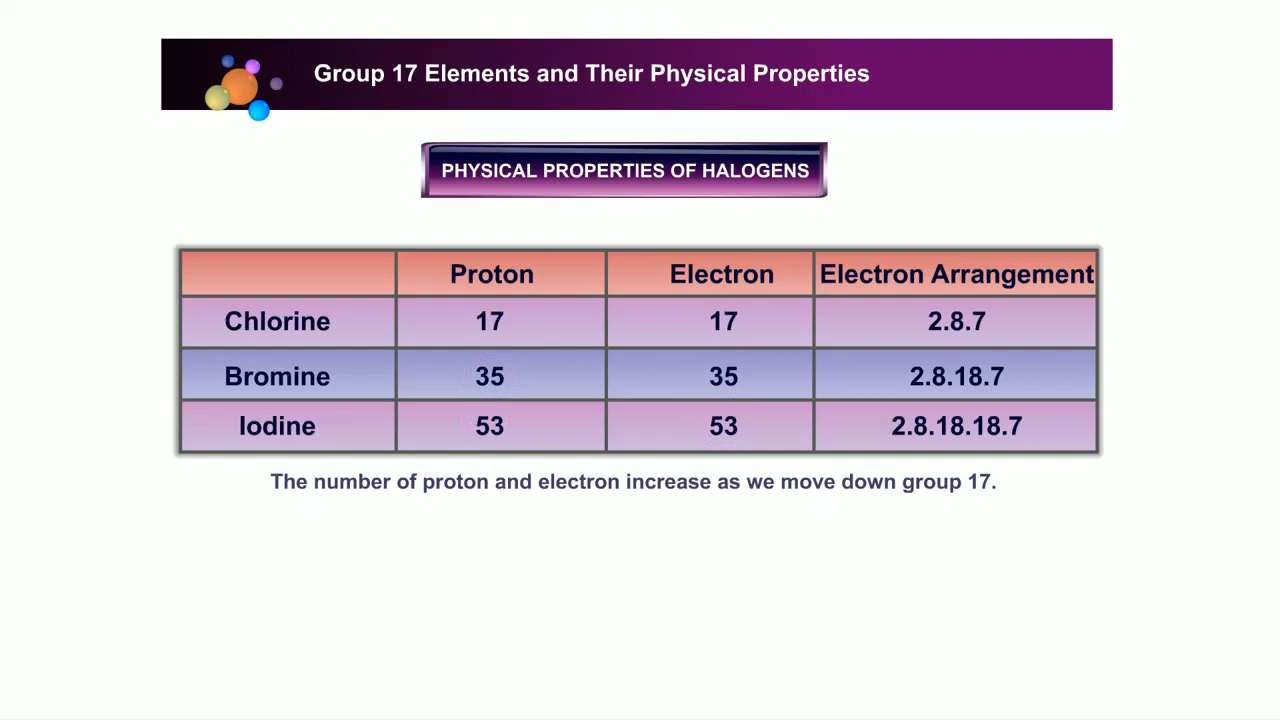 Group 17 Elements and Their Physical Properties
PHYSICAL PROPERTIES OF HALOGENS
Proton Electron Electron Arrangement
Chlorine 17 17 2.8.7
Bromine 35 35 2.8.18.7
Iodine 53 53 2.8.18.18.7
The number of proton and electron increase as we move down group 17.